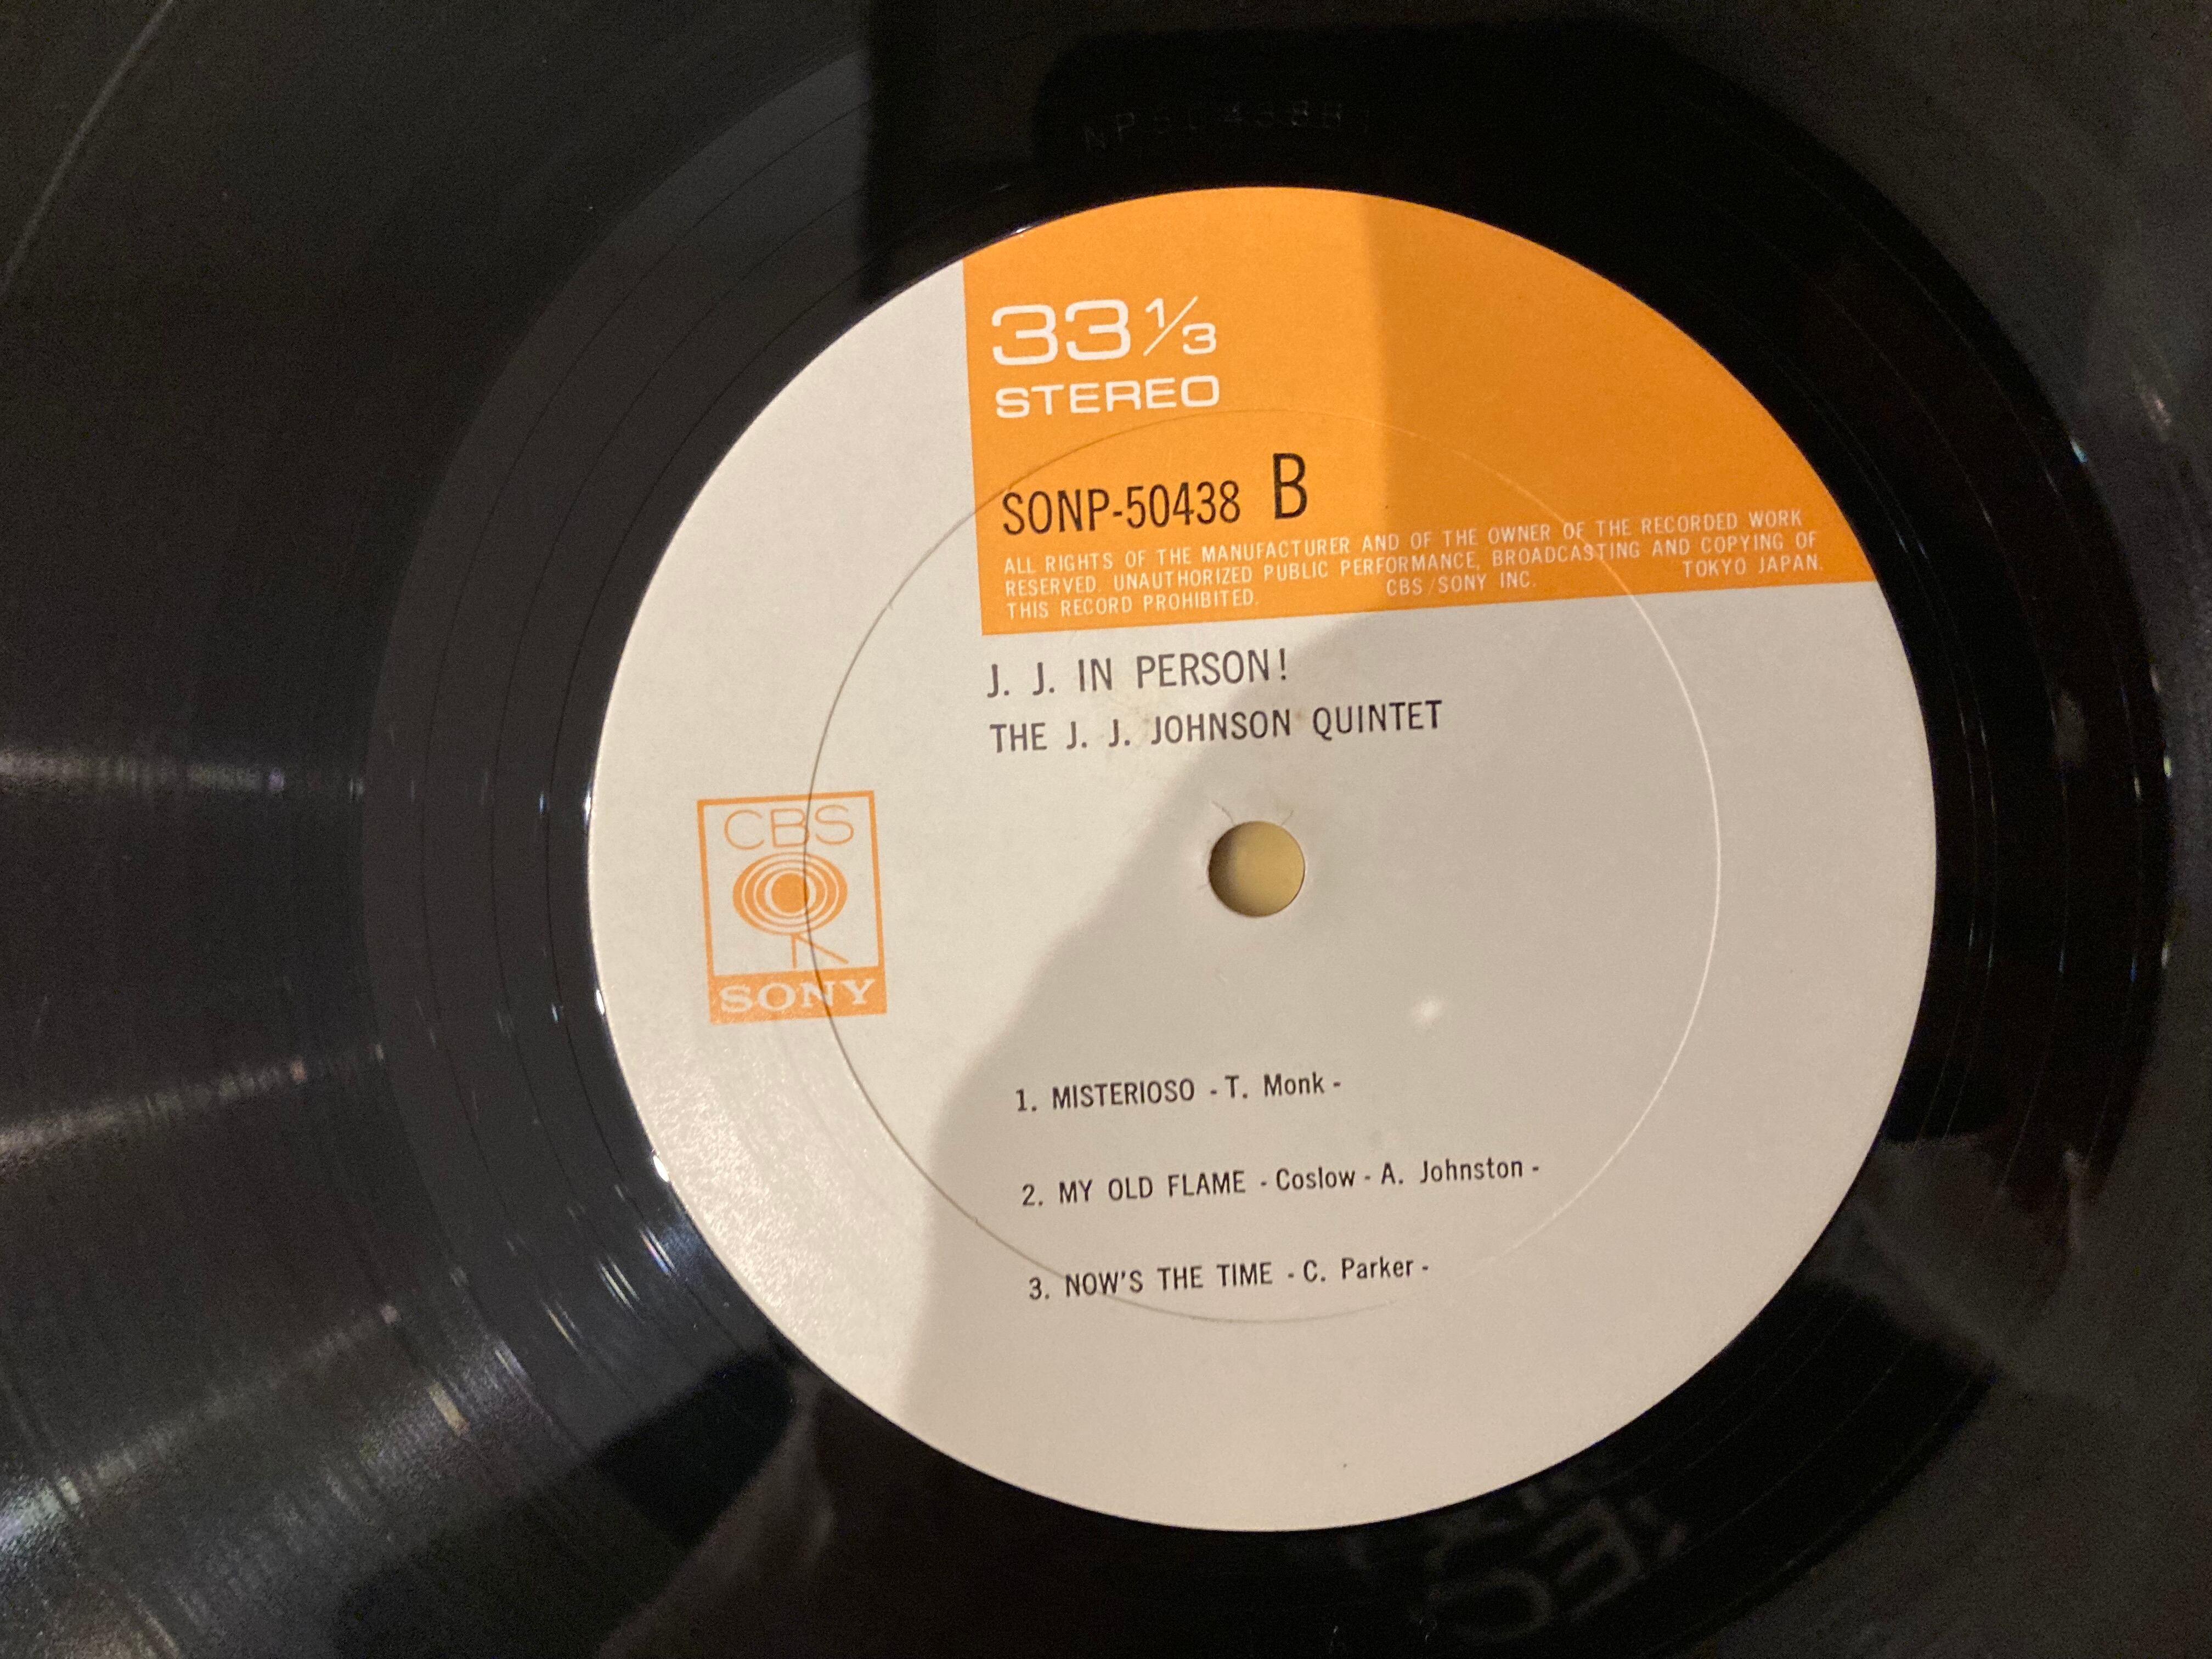 33 1/3
STEREO
SONP-50438 B
ALL RIGHTS OF THE MANUFACTURER AND OF THE OWNER OF THE RECORDED WORK
RESERVED. UNAUTHORIZED PUBLIC PERFORMANCE, BROADCASTING AND COPYING OF
THIS RECORD PROHIBITED. CBS/SONY INC. TOKYO JAPAN.
J. J. IN PERSON!
THE J. J. JOHNSON QUINTET
CBS
SONY
1. MISTERIOSO - T. Monk -
2. MY OLD FLAME - Coslow - A. Johnston -
3. NOW'S THE TIME - C. Parker -